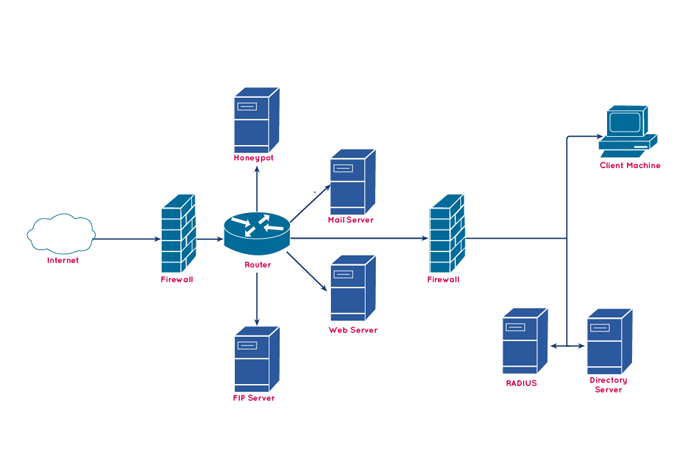 Honeypot
Client Machine
Mail Server
Internet
Firewall
Router
Firewall
Web Server
RADIUS
Directory
Server
FIP Server